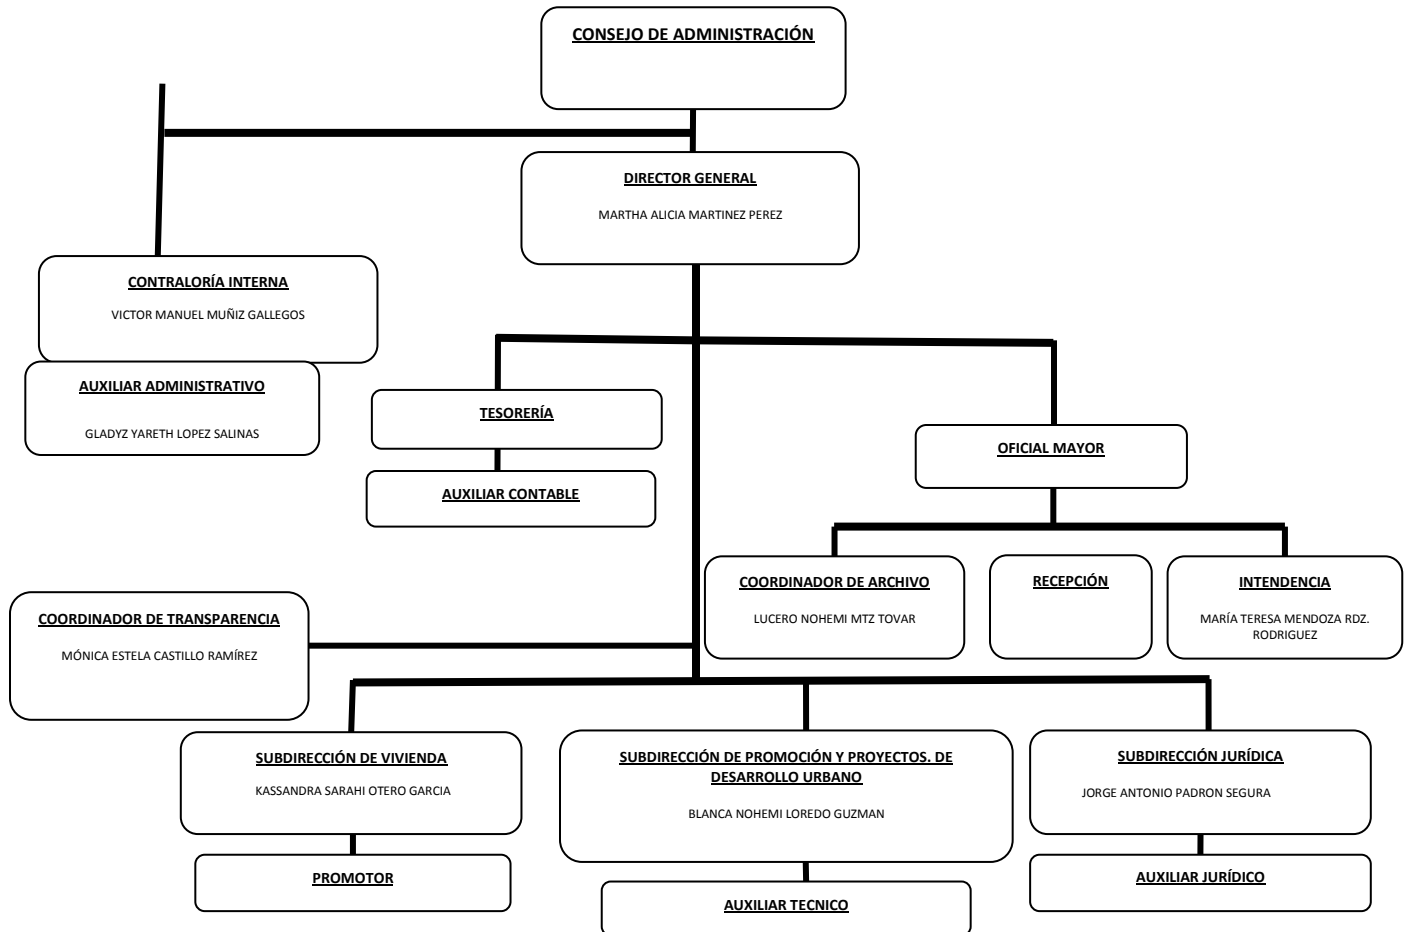 CONSEJO DE ADMINISTRACIÓN
DIRECTOR GENERAL
MARTHA ALICIA MARTINEZ PEREZ
CONTRALORÍA INTERNA
VICTOR MANUEL MUÑIZ GALLEGOS
AUXILIAR ADMINISTRATIVO
GLADYZ YARETH LOPEZ SALINAS
TESORERÍA
AUXILIAR CONTABLE
OFICIAL MAYOR
COORDINADOR DE ARCHIVO
LUCERO NOHEMI MTZ TOVAR
RECEPCIÓN
INTENDENCIA
MARÍA TERESA MENDOZA RDZ.
RODRIGUEZ
COORDINADOR DE TRANSPARENCIA
MÓNICA ESTELA CASTILLO RAMÍREZ
SUBDIRECCIÓN DE VIVIENDA
KASSANDRA SARAHI OTERO GARCIA
PROMOTOR
SUBDIRECCIÓN DE PROMOCIÓN Y PROYECTOS. DE
DESARROLLO URBANO
BLANCA NOHEMI LOREDO GUZMAN
AUXILIAR TECNICO
SUBDIRECCIÓN JURÍDICA
JORGE ANTONIO PADRON SEGURA
AUXILIAR JURÍDICO